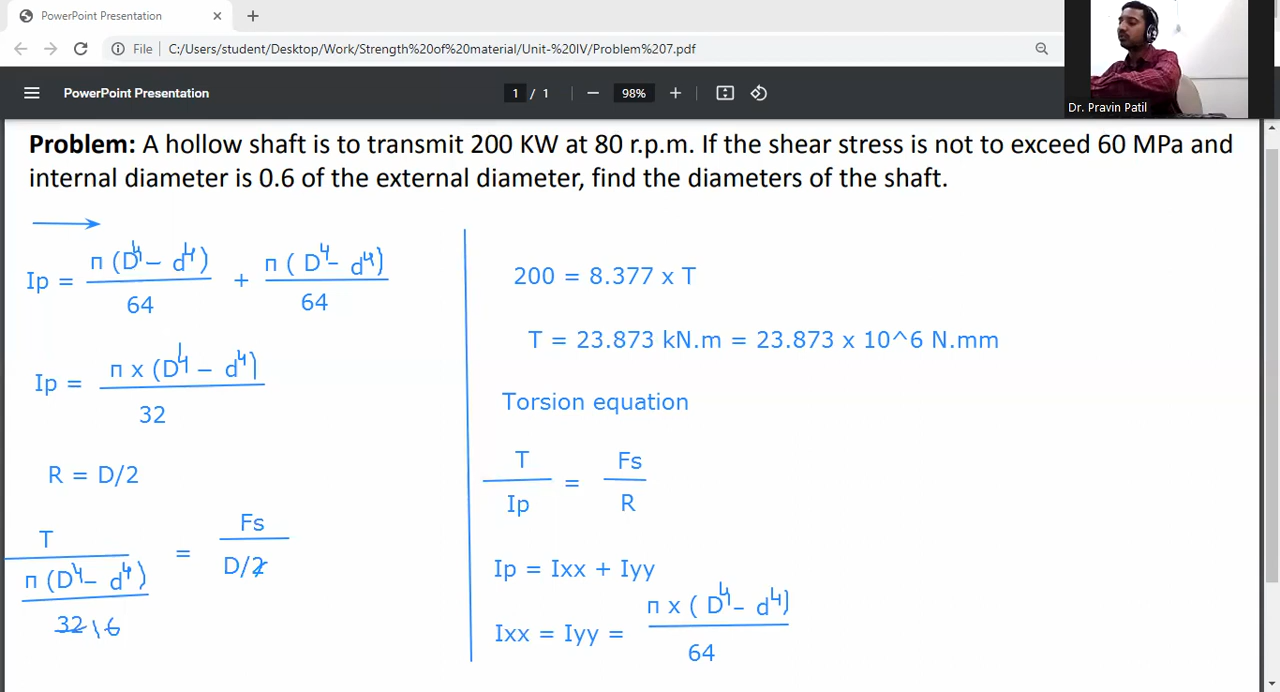 PowerPoint Presentation
File C:/Users/student/Desktop/Work/Strength%20of%20material/Unit-%20IV/Problem%207.pdf
PowerPoint Presentation
1 / 1
98%
Dr. Pravin Patil
Problem: A hollow shaft is to transmit 200 KW at 80 r.p.m. If the shear stress is not to exceed 60 MPa and
internal diameter is 0.6 of the external diameter, find the diameters of the shaft.
Ip = п (D4 – d4) / 64 + п ( D4 – d4) / 64
Ip = п x (D4 – d4) / 32
R = D/2
T / п (D4 – d4) / 32 16 = Fs / D/2
200 = 8.377 x T
T = 23.873 kN.m = 23.873 x 10^6 N.mm
Torsion equation
T / Ip = Fs / R
Ip = Ixx + Iyy
Ixx = Iyy = п x ( D4 – d4) / 64